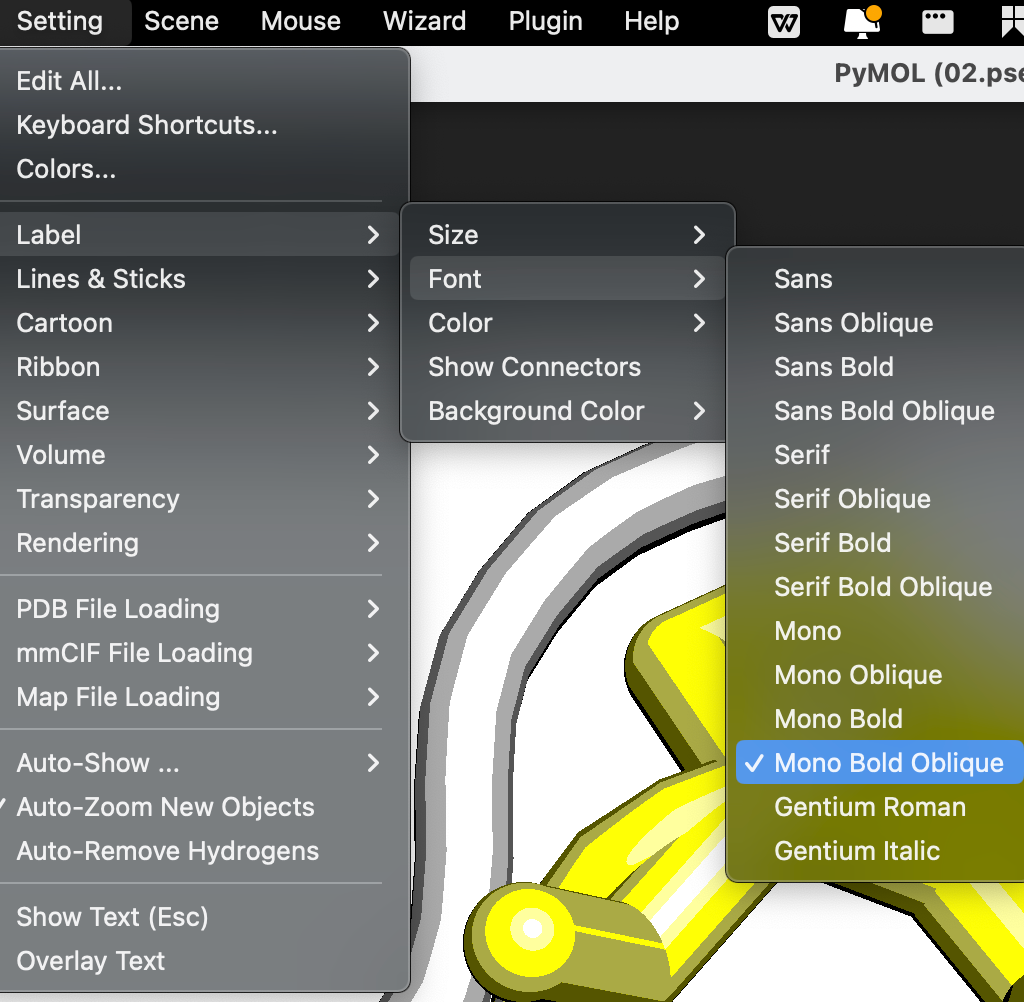 Setting Scene Mouse Wizard Plugin Help
PyMOL (02.pse
Edit All...
Keyboard Shortcuts...
Colors...
Label
Lines & Sticks
Cartoon
Ribbon
Surface
Volume
Transparency
Rendering
PDB File Loading
mmCIF File Loading
Map File Loading
Auto-Show ...
Auto-Zoom New Objects
Auto-Remove Hydrogens
Show Text (Esc)
Overlay Text
Size
Font
Color
Show Connectors
Background Color
Sans
Sans Oblique
Sans Bold
Sans Bold Oblique
Serif
Serif Oblique
Serif Bold
Serif Bold Oblique
Mono
Mono Oblique
Mono Bold
Mono Bold Oblique
Gentium Roman
Gentium Italic